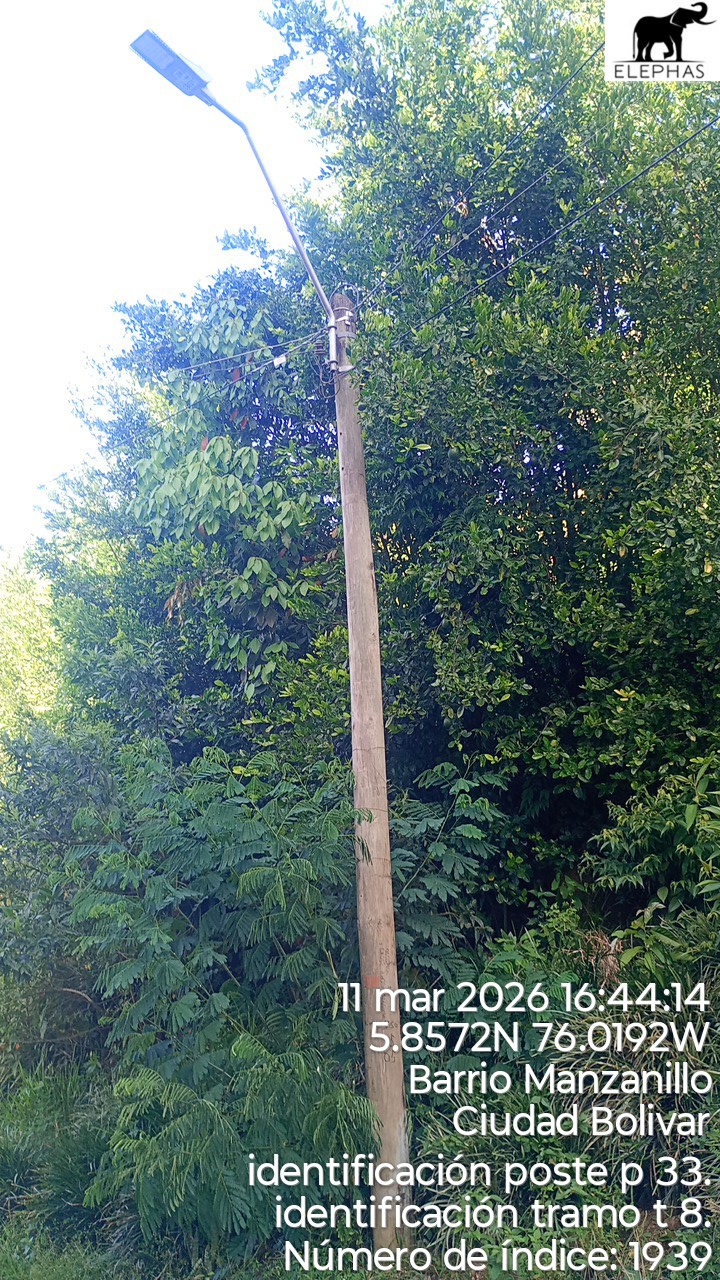 ELEPHAS
11 mar 2026 16:44:14
5.8572N 76.0192W
Barrio Manzanillo
Ciudad Bolivar
identificación poste p 33.
identificación tramo t 8.
Número de índice: 1939